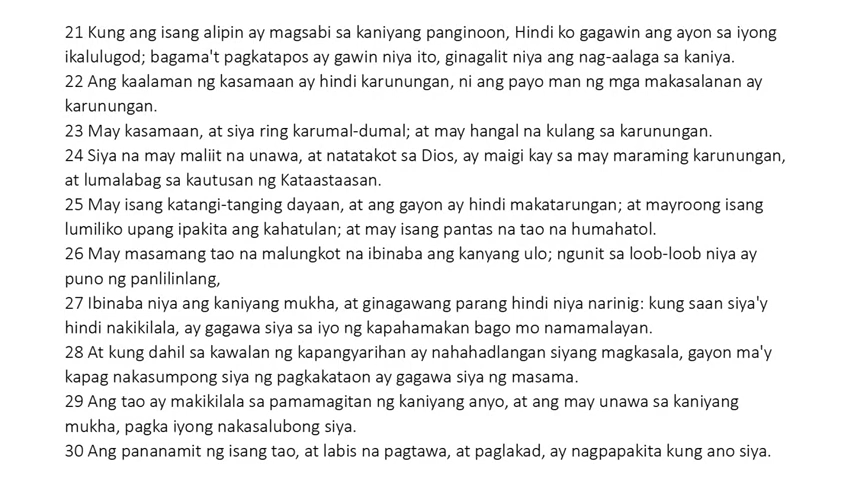 21 Kung ang isang alipin ay magsabi sa kaniyang panginoon, Hindi ko gagawin ang ayon sa iyong
ikalulugod; bagama't pagkatapos ay gawin niya ito, ginagalit niya ang nag-aalaga sa kaniya.
22 Ang kaalaman ng kasamaan ay hindi karunungan, ni ang payo man ng mga makasalanan ay
karunungan.
23 May kasamaan, at siya ring karumal-dumal; at may hangal na kulang sa karunungan.
24 Siya na may maliit na unawa, at natatakot sa Dios, ay maigi kay sa may maraming karunungan,
at lumalabag sa kautusan ng Kataastaasan.
25 May isang katangi-tanging dayaan, at ang gayon ay hindi makatarungan; at mayroong isang
lumiliko upang ipakita ang kahatulan; at may isang pantas na tao na humahatol.
26 May masamang tao na malungkot na ibinaba ang kanyang ulo; ngunit sa loob-loob niya ay
puno ng panlilinlang,
27 Ibinaba niya ang kaniyang mukha, at ginagawang parang hindi niya narinig: kung saan siya'y
hindi nakikilala, ay gagawa siya sa iyo ng kapahamakan bago mo namamalayan.
28 At kung dahil sa kawalan ng kapangyarihan ay nahahadlangan siyang magkasala, gayon ma'y
kapag nakasumpong siya ng pagkakataon ay gagawa siya ng masama.
29 Ang tao ay makikilala sa pamamagitan ng kaniyang anyo, at ang may unawa sa kaniyang
mukha, pagka iyong nakasalubong siya.
30 Ang pananamit ng isang tao, at labis na pagtawa, at paglakad, ay nagpapakita kung ano siya.